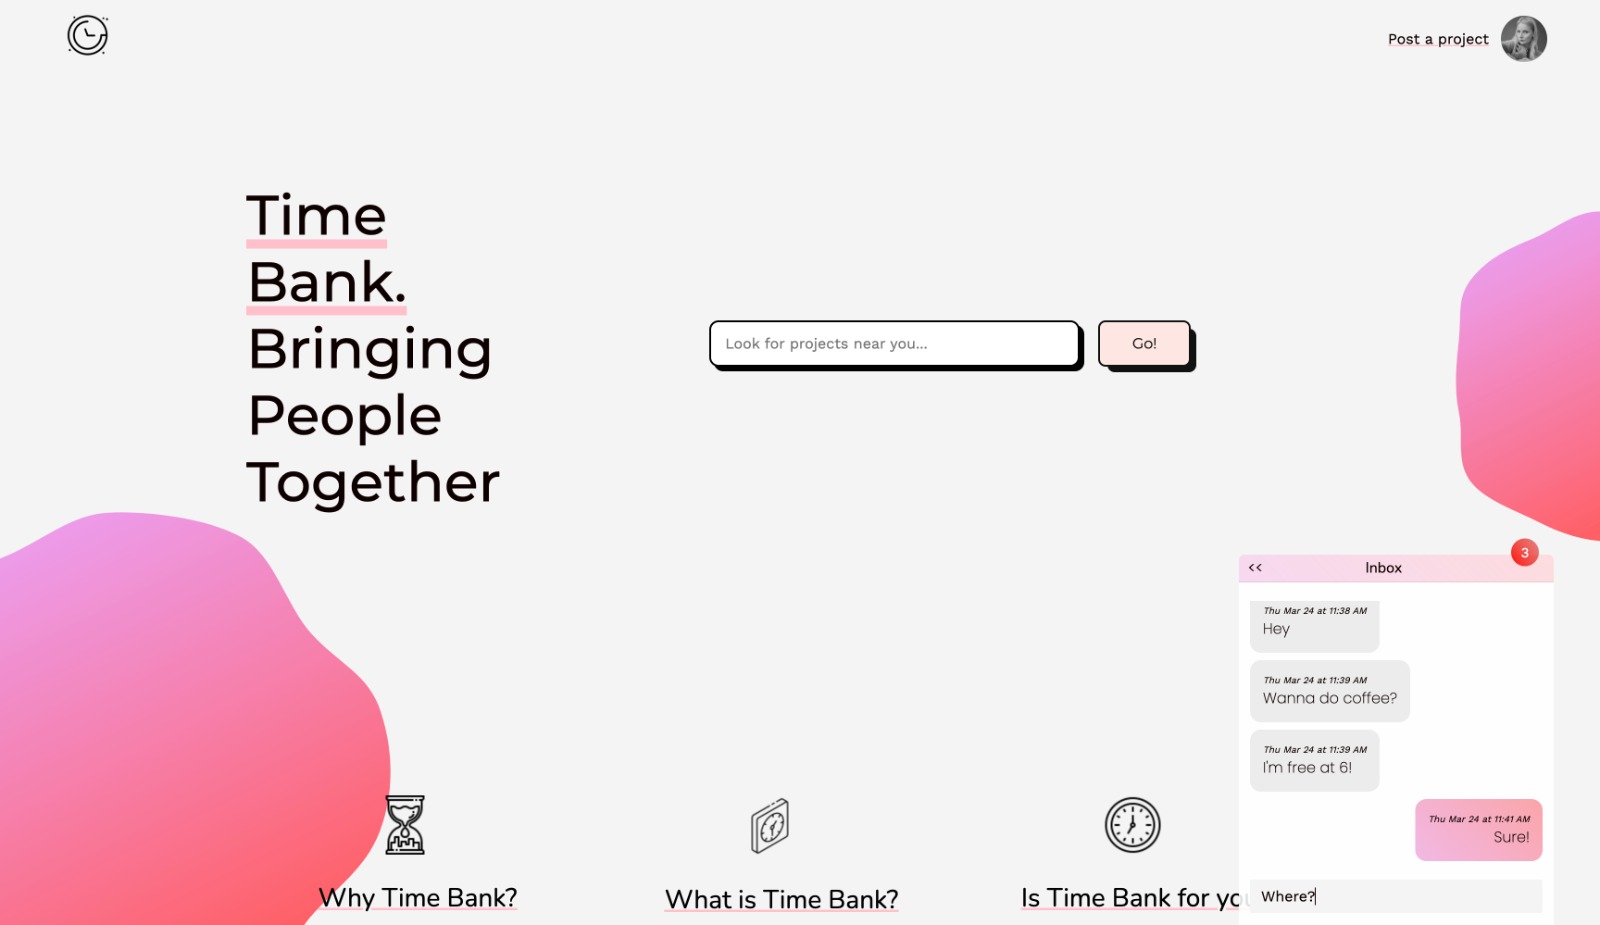 Post a project
Time
Bank.
Bringing
People
Together
Look for projects near you...
Go!
3
<< Inbox
Thu Mar 24 at 11:38 AM
Hey
Thu Mar 24 at 11:39 AM
Wanna do coffee?
Thu Mar 24 at 11:39 AM
I'm free at 6!
Thu Mar 24 at 11:41 AM
Sure!
Where?
Why Time Bank?
What is Time Bank?
Is Time Bank for you